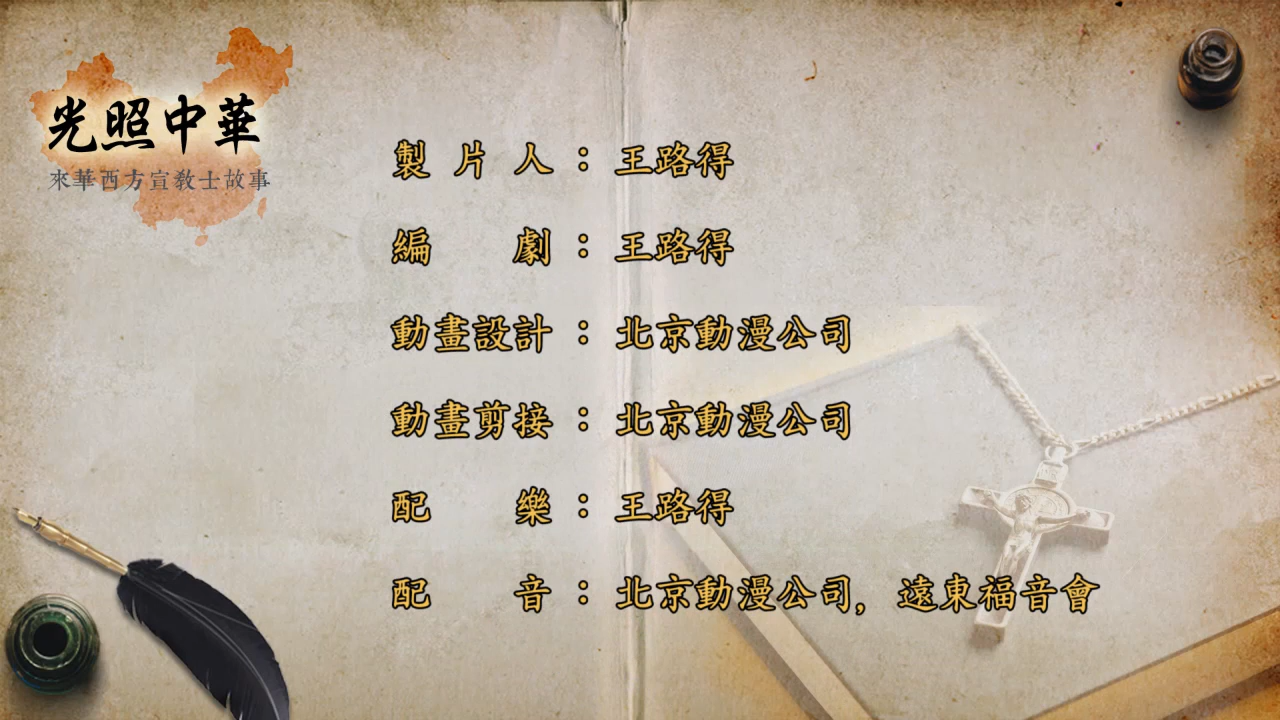 光照中華
來華西方宣教士故事
製片人：王路得
編劇：王路得
動畫設計：北京動漫公司
動畫剪接：北京動漫公司
配樂：王路得
配音：北京動漫公司，遠東福音會